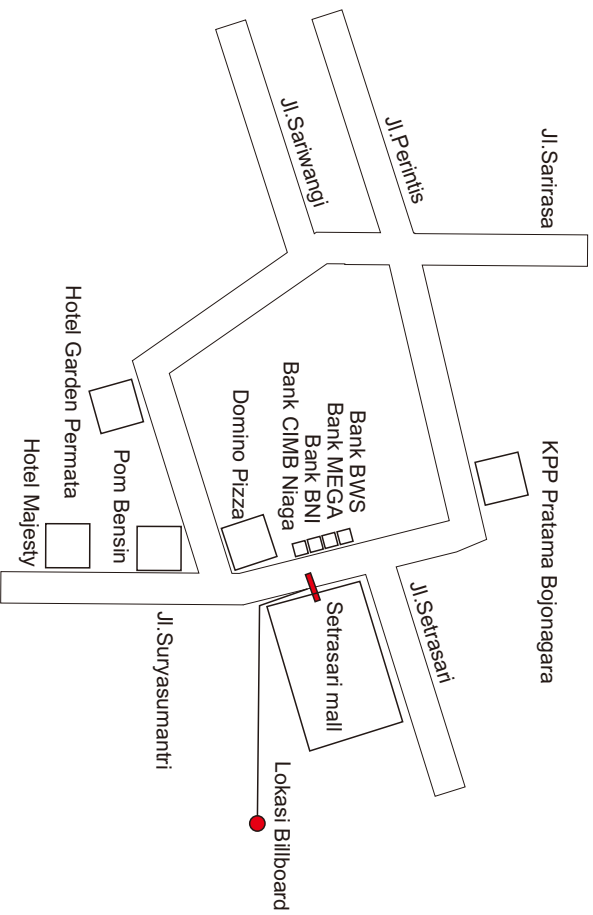 Jl.Sarirasa
KPP Pratama Bojonagara
Jl.Perintis
Jl.Setrasari
Bank BWS
Bank MEGA
Bank BNI
Bank CIMB Niaga
Setrasari mall
Jl.Sariwangi
Lokasi Billboard
Domino Pizza
Jl.Suryasumantri
Pom Bensin
Hotel Garden Permata
Hotel Majesty